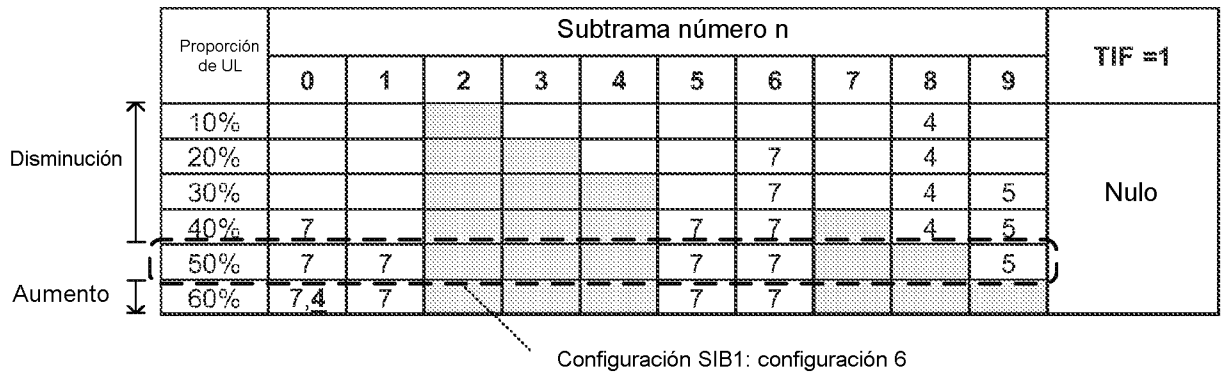 Proporción de UL
Subtrama número n
TIF =1
0 1 2 3 4 5 6 7 8 9
10% 4
Disminución
20% 7 4
30% 7 4 5
Nulo
40% 7 7 7 4 5
50% 7 7 7 7 5
Aumento
60% 7,4 7 7 7
Configuración SIB1: configuración 6